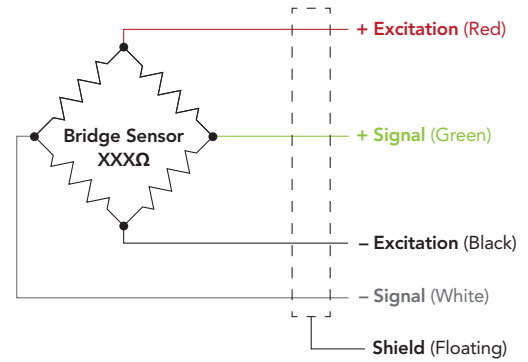 + Excitation (Red)
Bridge Sensor
XXXΩ
+ Signal (Green)
– Excitation (Black)
– Signal (White)
Shield (Floating)